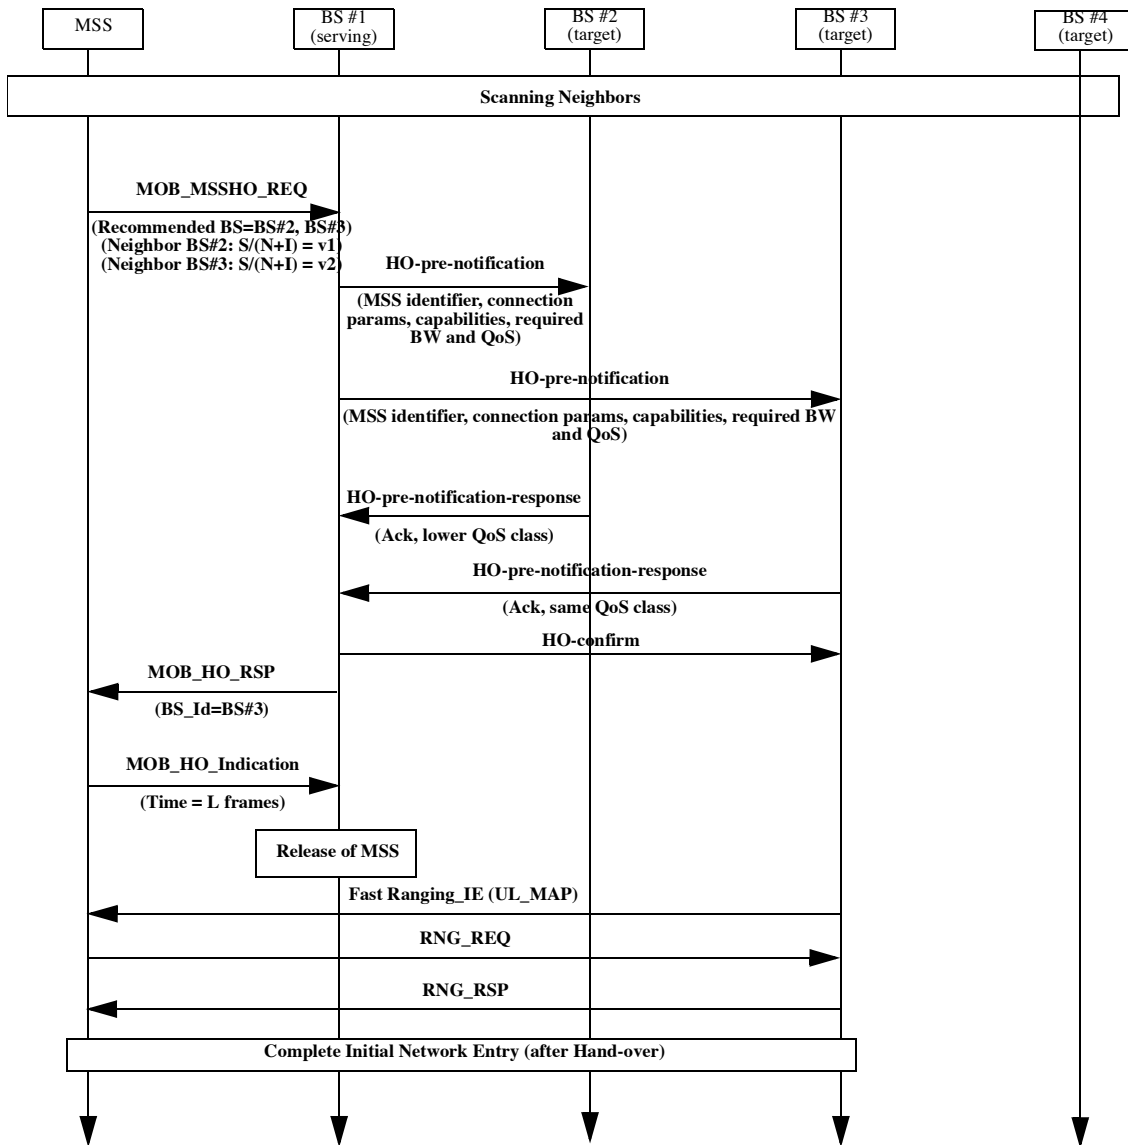 MSS
BS #1
(serving)
BS #2
(target)
BS #3
(target)
BS #4
(target)
Scanning Neighbors
MOB_MSSHO_REQ
(Recommended BS=BS#2, BS#3)
(Neighbor BS#2: S/(N+I) = v1)
(Neighbor BS#3: S/(N+I) = v2)
HO-pre-notification
(MSS identifier, connection
params, capabilities, required
BW and QoS)
HO-pre-notification
(MSS identifier, connection params, capabilities, required BW
and QoS)
HO-pre-notification-response
(Ack, lower QoS class)
HO-pre-notification-response
(Ack, same QoS class)
HO-confirm
MOB_HO_RSP
(BS_Id=BS#3)
MOB_HO_Indication
(Time = L frames)
Release of MSS
Fast Ranging_IE (UL_MAP)
RNG_REQ
RNG_RSP
Complete Initial Network Entry (after Hand-over)